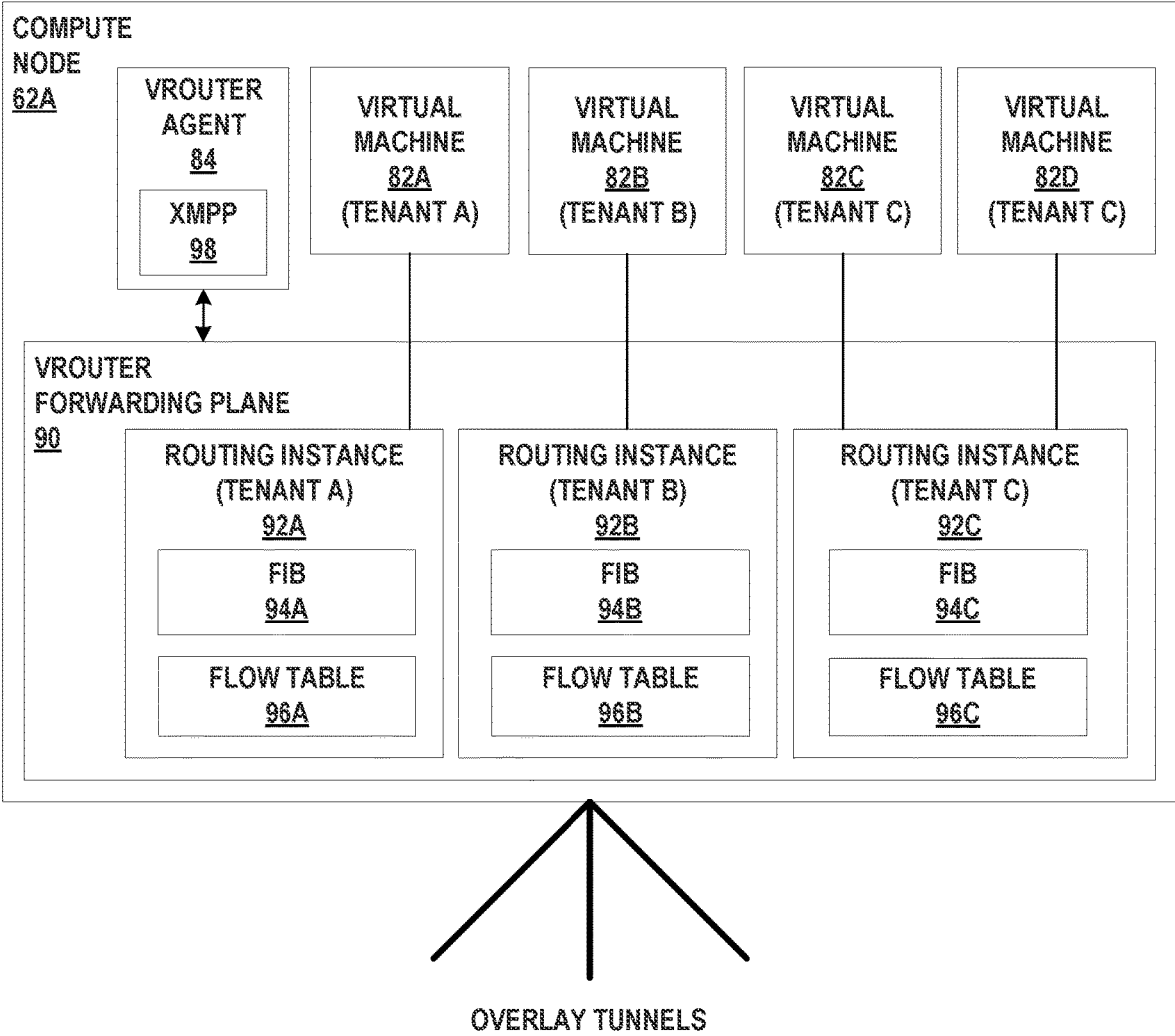 COMPUTE
NODE
62A
VROUTER
AGENT
84
XMPP
98
VIRTUAL
MACHINE
82A
(TENANT A)
VIRTUAL
MACHINE
82B
(TENANT B)
VIRTUAL
MACHINE
82C
(TENANT C)
VIRTUAL
MACHINE
82D
(TENANT C)
VROUTER
FORWARDING PLANE
90
ROUTING INSTANCE
(TENANT A)
92A
FIB
94A
FLOW TABLE
96A
ROUTING INSTANCE
(TENANT B)
92B
FIB
94B
FLOW TABLE
96B
ROUTING INSTANCE
(TENANT C)
92C
FIB
94C
FLOW TABLE
96C
OVERLAY TUNNELS